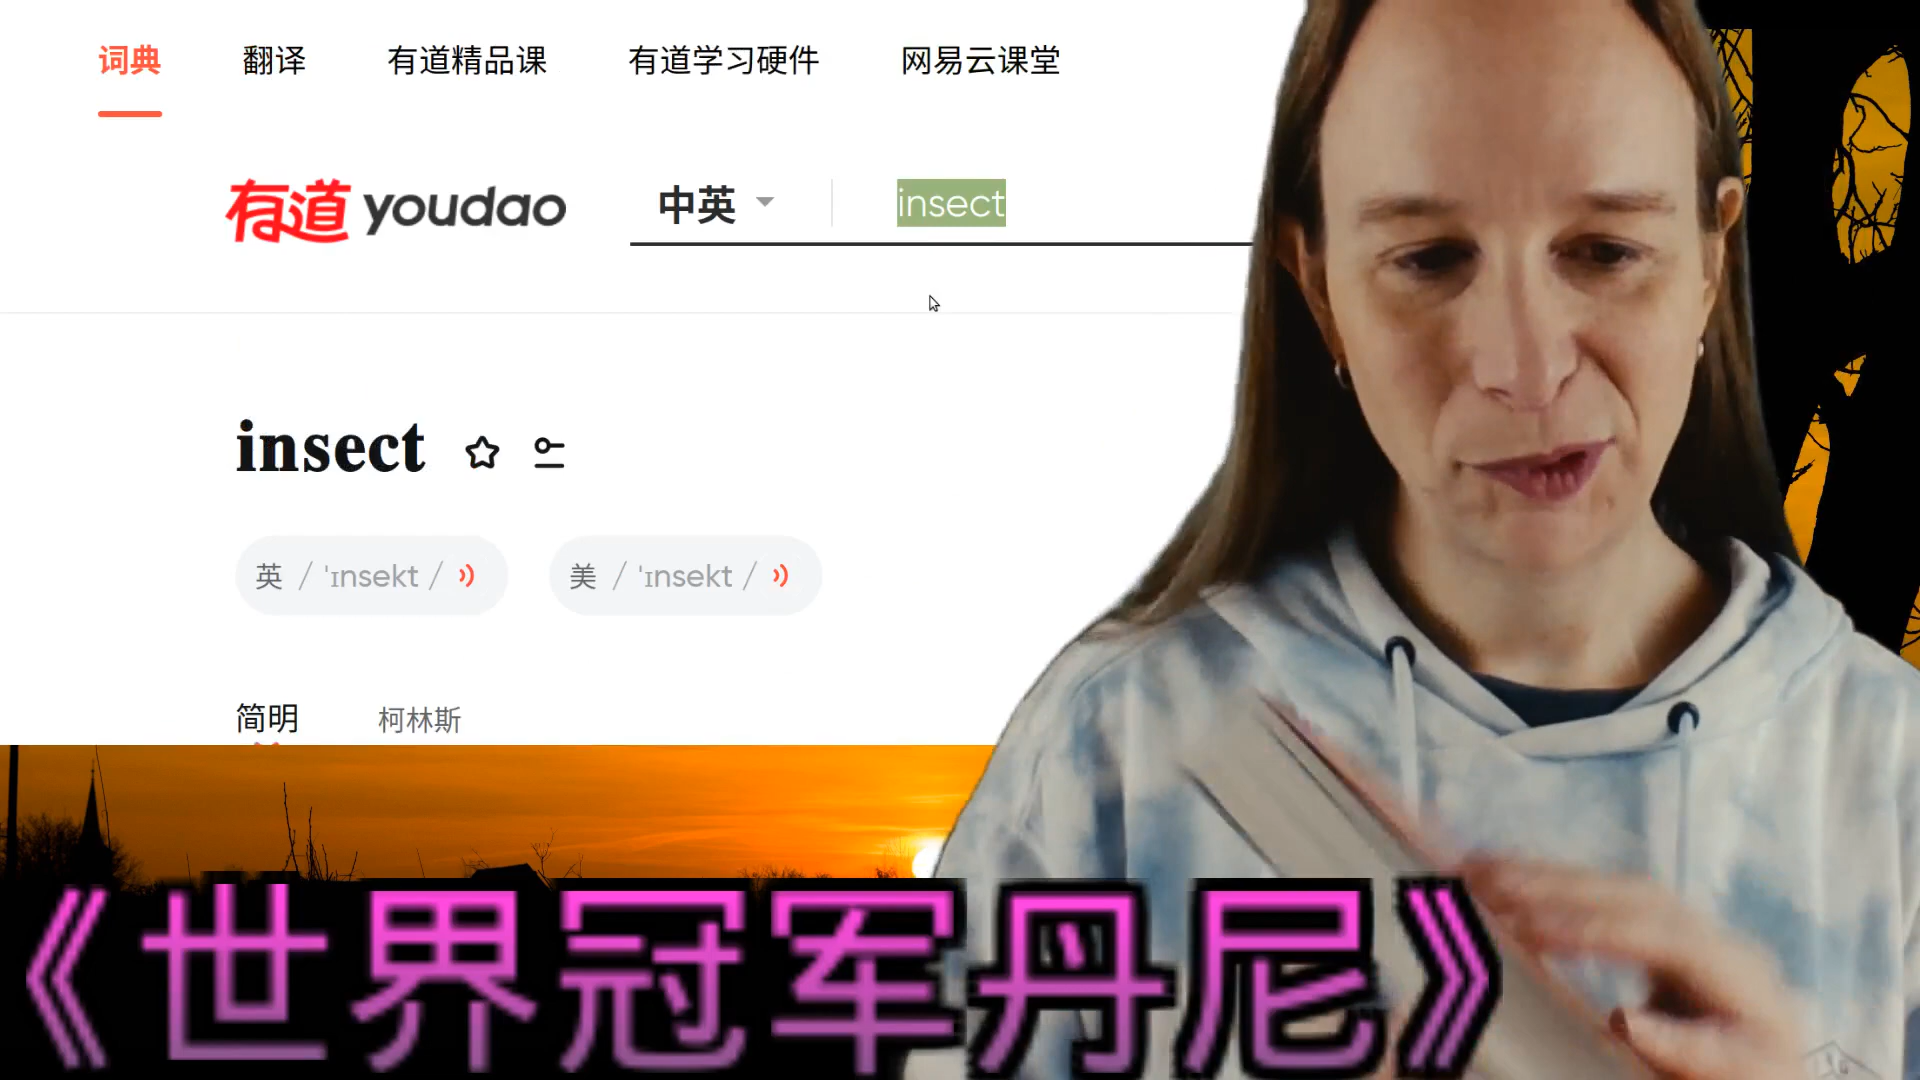 词典 翻译 有道精品课 有道学习硬件 网易云课堂
有道 youdao 中英 insect
insect
英 / ˈɪnsekt / 美 / ˈɪnsekt /
简明 柯林斯
《世界冠军丹尼》